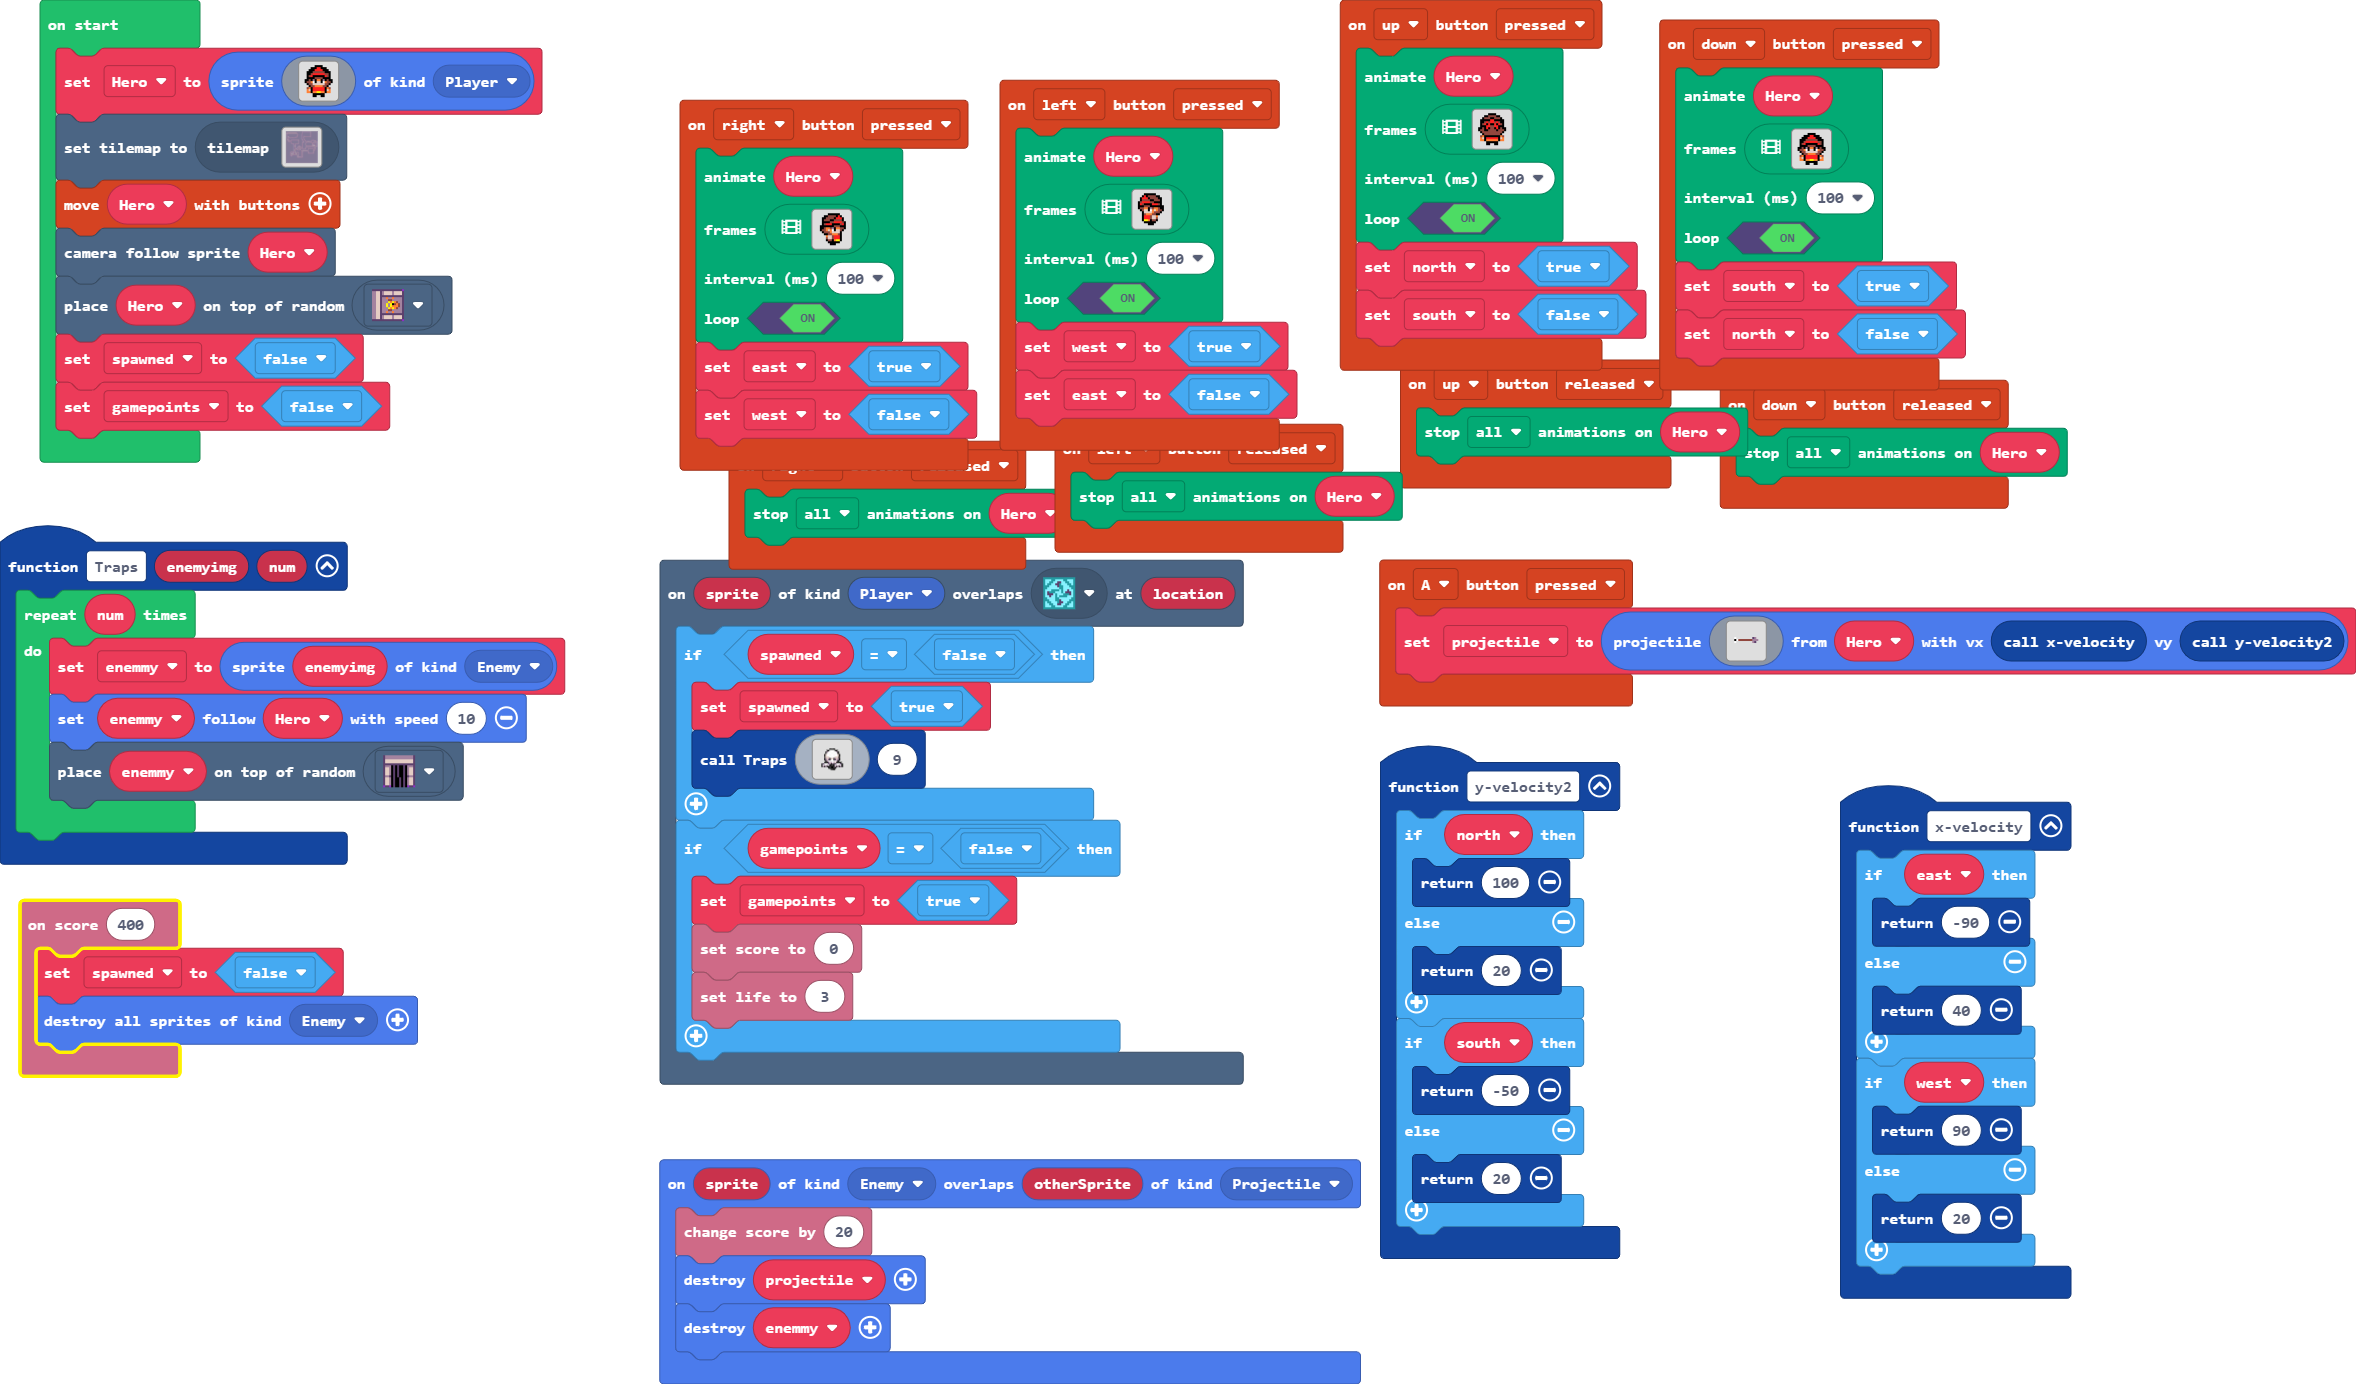 on start
set Hero to sprite of kind Player
set tilemap to tilemap
move Hero with buttons
camera follow sprite Hero
place Hero on top of random
set spawned to false
set gamepoints to false
on right button pressed
animate Hero
frames
interval (ms) 100
loop ON
set east to true
set west to false
on left button pressed
animate Hero
frames
interval (ms) 100
loop ON
set west to true
set east to false
on up button pressed
animate Hero
frames
interval (ms) 100
loop ON
set north to true
set south to false
on down button pressed
animate Hero
frames
interval (ms) 100
loop ON
set south to true
set north to false
stop all animations on Hero
on left button released
stop all animations on Hero
on up button released
stop all animations on Hero
on down button released
stop all animations on Hero
function Traps enemyimg num
repeat num times
do
set enemmy to sprite enemyimg of kind Enemy
set enemmy follow Hero with speed 10
place enemmy on top of random
on score 400
set spawned to false
destroy all sprites of kind Enemy
on sprite of kind Player overlaps at location
if spawned = false then
set spawned to true
call Traps 9
if gamepoints = false then
set gamepoints to true
set score to 0
set life to 3
on sprite of kind Enemy overlaps otherSprite of kind Projectile
change score by 20
destroy projectile
destroy enemmy
on A button pressed
set projectile to projectile from Hero with vx call x-velocity vy call y-velocity2
function y-velocity2
if north then
return 100
else
return 20
if south then
return -50
else
return 20
function x-velocity
if east then
return -90
else
return 40
if west then
return 90
else
return 20